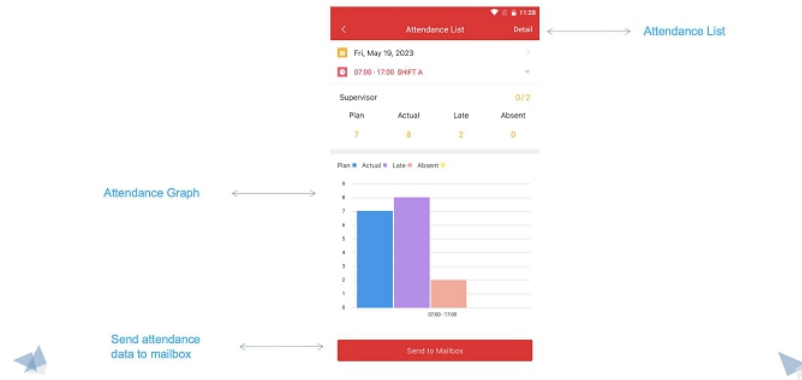 11:28
Attendance List
Detail
Attendance List
Fri, May 19, 2023
07:00 - 17:00 SHIFT A
Supervisor 0/2
Plan Actual Late Absent
7 8 2 0
Plan Actual Late Absent
Attendance Graph
9
8
7
6
5
4
3
2
1
0
07:00 - 17:00
Send attendance
data to mailbox
Send to Mailbox